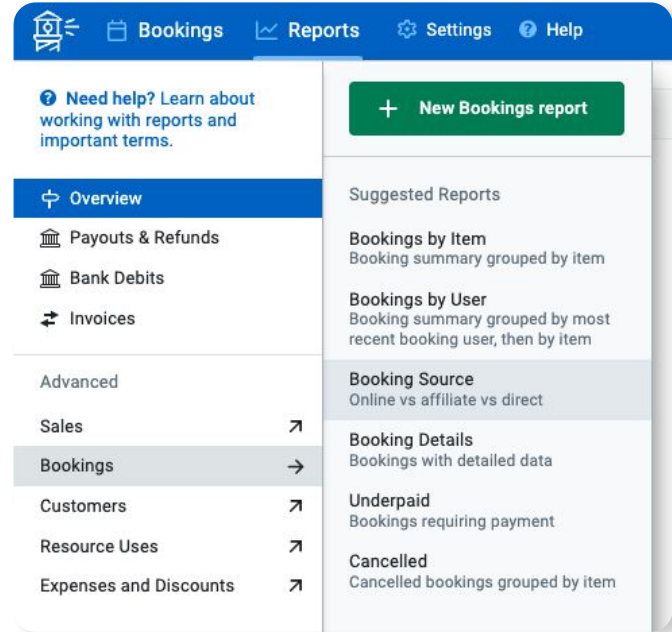 Bookings Reports Settings Help
Need help? Learn about
working with reports and
important terms.
Overview
Payouts & Refunds
Bank Debits
Invoices
Advanced
Sales
Bookings
Customers
Resource Uses
Expenses and Discounts
+ New Bookings report
Suggested Reports
Bookings by Item
Booking summary grouped by item
Bookings by User
Booking summary grouped by most
recent booking user, then by item
Booking Source
Online vs affiliate vs direct
Booking Details
Bookings with detailed data
Underpaid
Bookings requiring payment
Cancelled
Cancelled bookings grouped by item